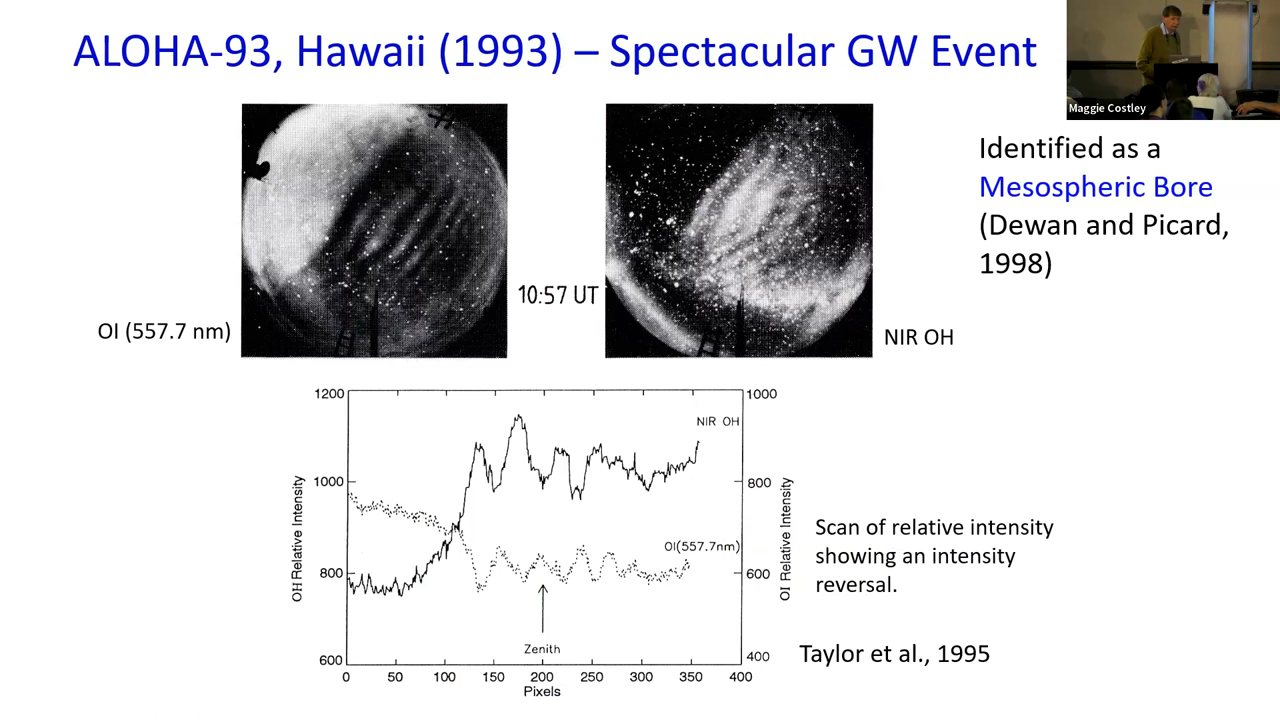 ALOHA-93, Hawaii (1993) – Spectacular GW Event
Maggie Costley
Identified as a
Mesospheric Bore
(Dewan and Picard,
1998)
OI (557.7 nm)
10:57 UT
NIR OH
1200
1000
800
600
OH Relative Intensity
1000
800
600
400
OI Relative Intensity
NIR OH
OI(557.7nm)
Zenith
0 50 100 150 200 250 300 350 400
Pixels
Scan of relative intensity
showing an intensity
reversal.
Taylor et al., 1995